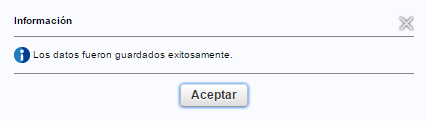 Información
Los datos fueron guardados exitosamente.
Aceptar